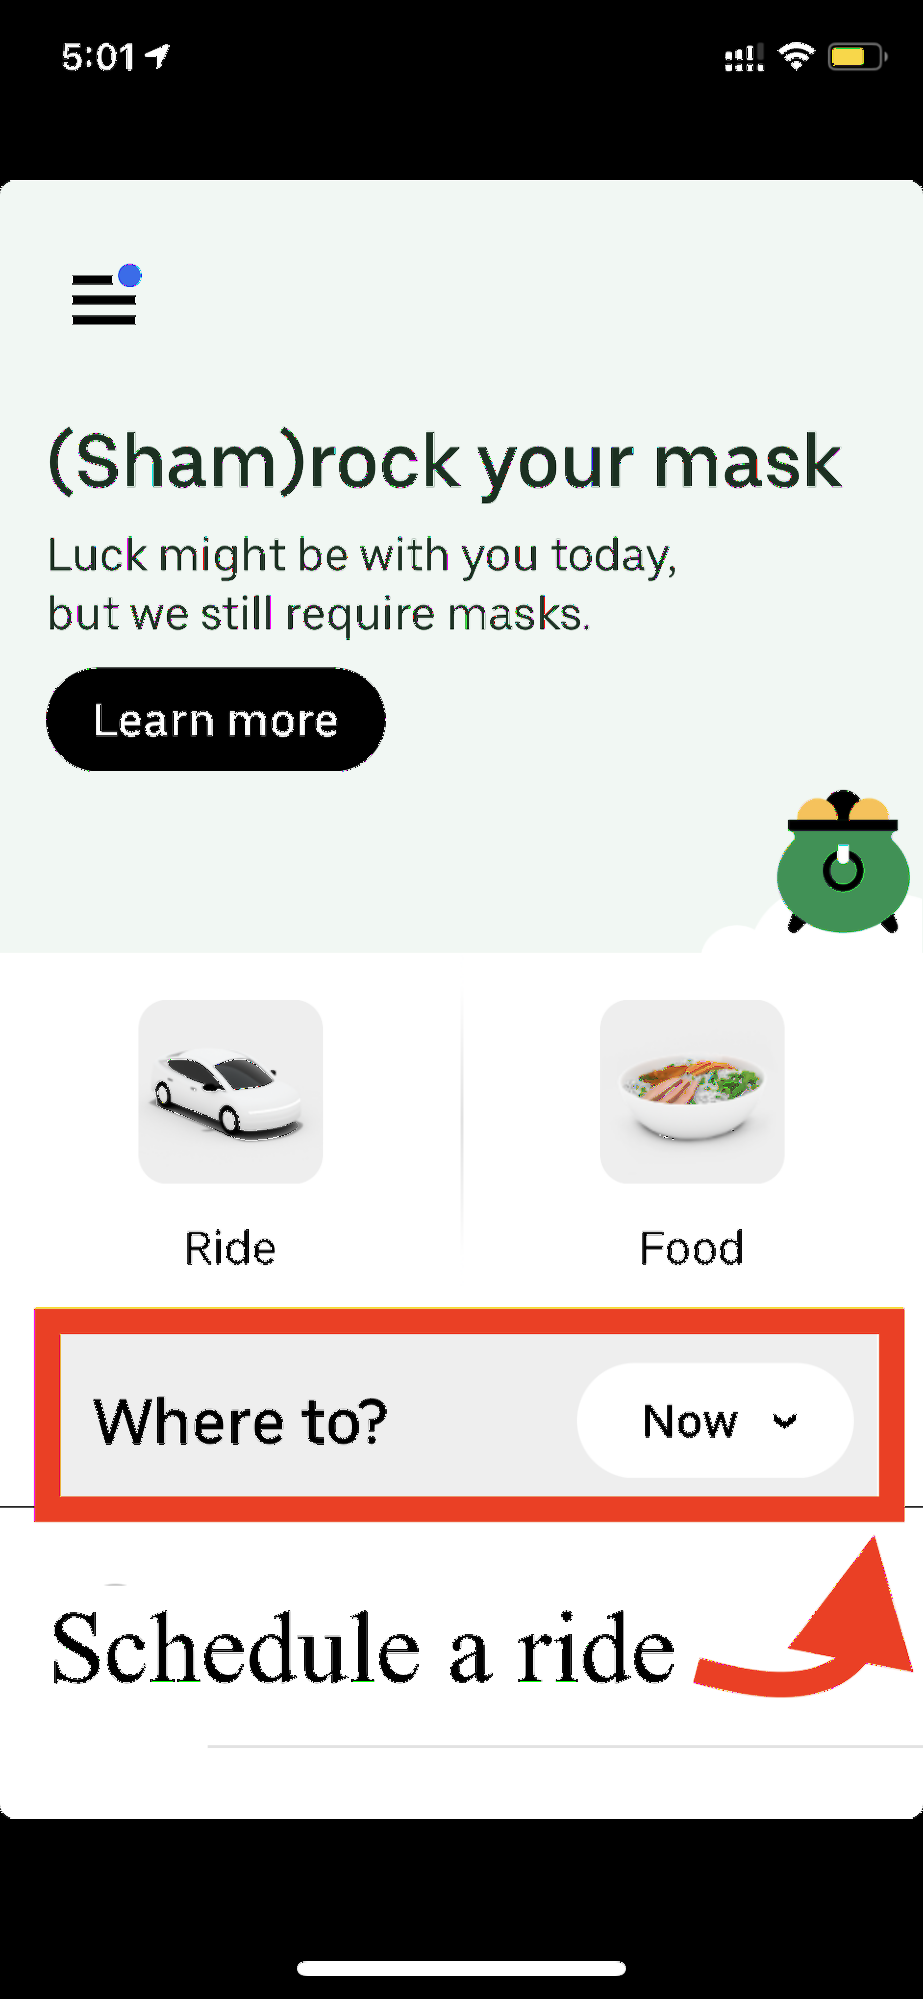 5:01
(Sham)rock your mask
Luck might be with you today,
but we still require masks.
Learn more
Ride
Food
Where to?
Now
Schedule a ride